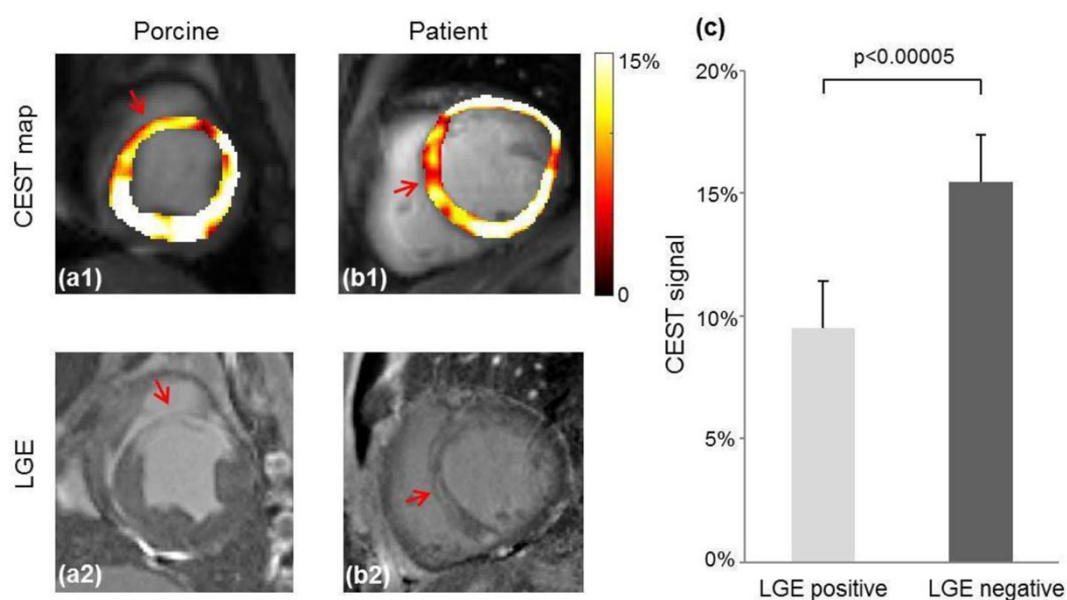 Porcine
Patient
(c)
CEST map
(a1)
(b1)
15%
0
LGE
(a2)
(b2)
p<0.00005
CEST signal
20%
15%
10%
5%
0%
LGE positive
LGE negative